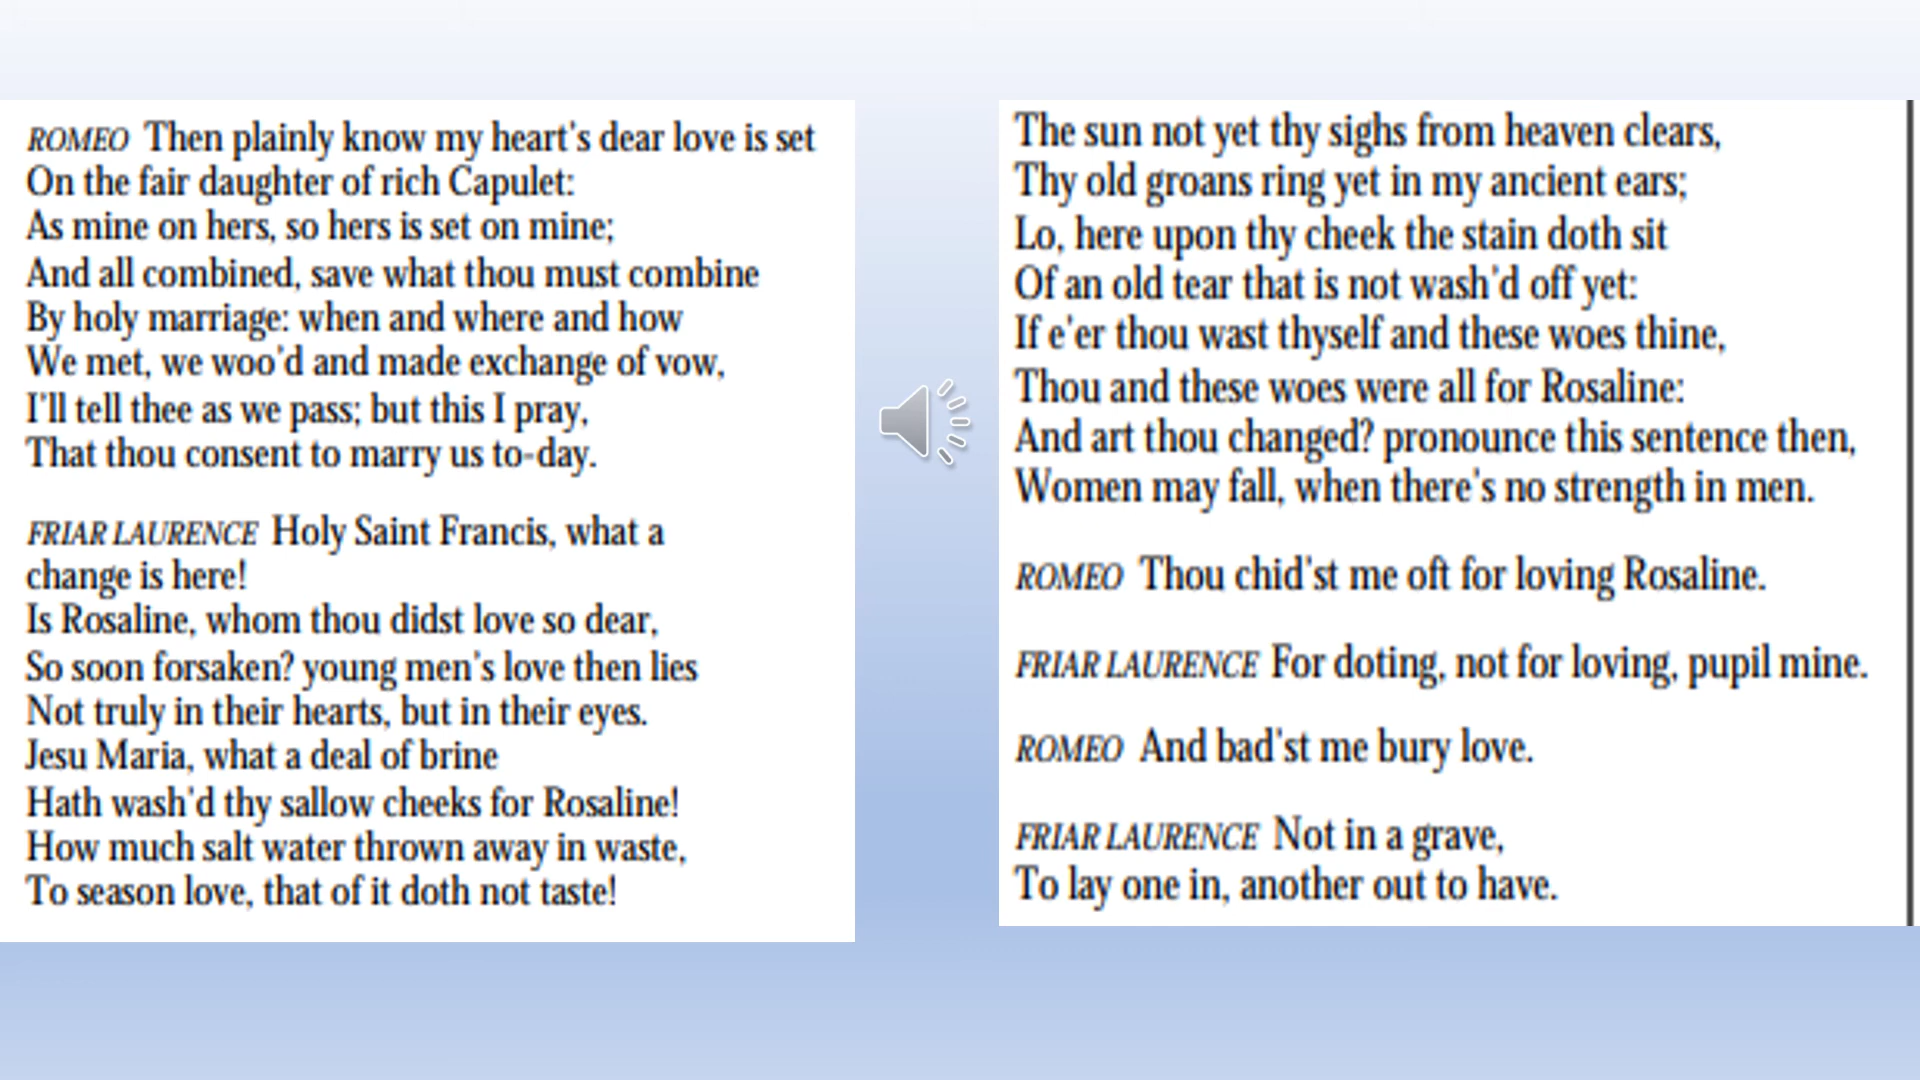 ROMEO Then plainly know my heart's dear love is set
On the fair daughter of rich Capulet:
As mine on hers, so hers is set on mine;
And all combined, save what thou must combine
By holy marriage: when and where and how
We met, we woo'd and made exchange of vow,
I'll tell thee as we pass; but this I pray,
That thou consent to marry us to-day.
FRIAR LAURENCE Holy Saint Francis, what a
change is here!
Is Rosaline, whom thou didst love so dear,
So soon forsaken? young men's love then lies
Not truly in their hearts, but in their eyes.
Jesu Maria, what a deal of brine
Hath wash'd thy sallow cheeks for Rosaline!
How much salt water thrown away in waste,
To season love, that of it doth not taste!
The sun not yet thy sighs from heaven clears,
Thy old groans ring yet in my ancient ears;
Lo, here upon thy cheek the stain doth sit
Of an old tear that is not wash'd off yet:
If e'er thou wast thyself and these woes thine,
Thou and these woes were all for Rosaline:
And art thou changed? pronounce this sentence then,
Women may fall, when there's no strength in men.
ROMEO Thou chid'st me oft for loving Rosaline.
FRIAR LAURENCE For doting, not for loving, pupil mine.
ROMEO And bad'st me bury love.
FRIAR LAURENCE Not in a grave,
To lay one in, another out to have.